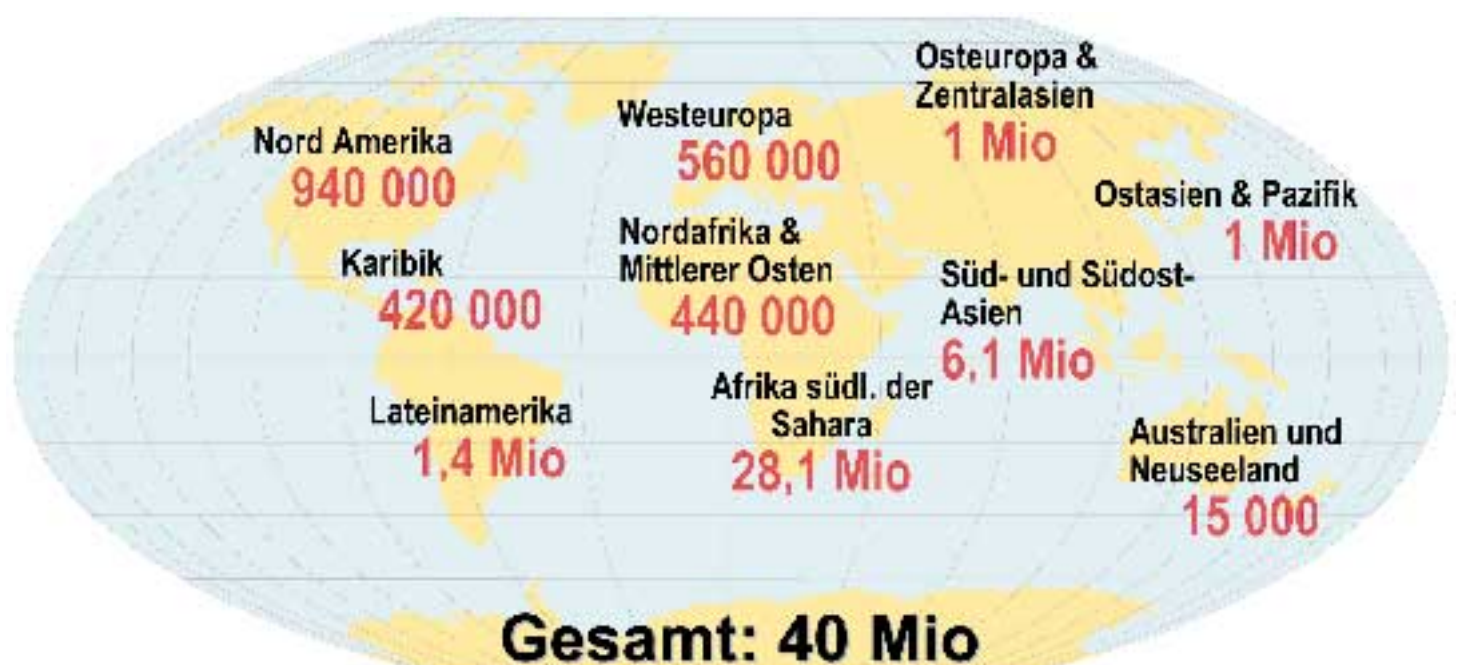 Osteuropa &
Zentralasien
1 Mio
Westeuropa
560 000
Nord Amerika
940 000
Ostasien & Pazifik
1 Mio
Nordafrika &
Mittlerer Osten
440 000
Karibik
420 000
Süd- und Südost-
Asien
6,1 Mio
Afrika südl. der
Sahara
28,1 Mio
Lateinamerika
1,4 Mio
Australien und
Neuseeland
15 000
Gesamt: 40 Mio